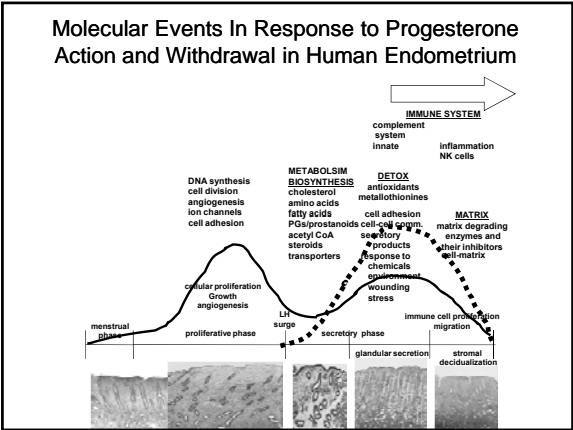 Molecular Events In Response to Progesterone
Action and Withdrawal in Human Endometrium
IMMUNE SYSTEM
complement
system
innate
inflammation
NK cells
DNA synthesis
cell division
angiogenesis
ion channels
cell adhesion
METABOLSIM
BIOSYNTHESIS
cholesterol
amino acids
fatty acids
PGs/prostanoids
acetyl CoA
steroids
transporters
DETOX
antioxidants
metallothionines
cell adhesion
cell-cell comm.
secretory
products
response to
chemicals
environment
wounding
stress
MATRIX
matrix degrading
enzymes and
their inhibitors
cell-matrix
cellular proliferation
Growth
angiogenesis
LH
surge
immune cell proliferation
migration
menstrual
phase
proliferative phase
secretory phase
glandular secretion
stromal
decidualization